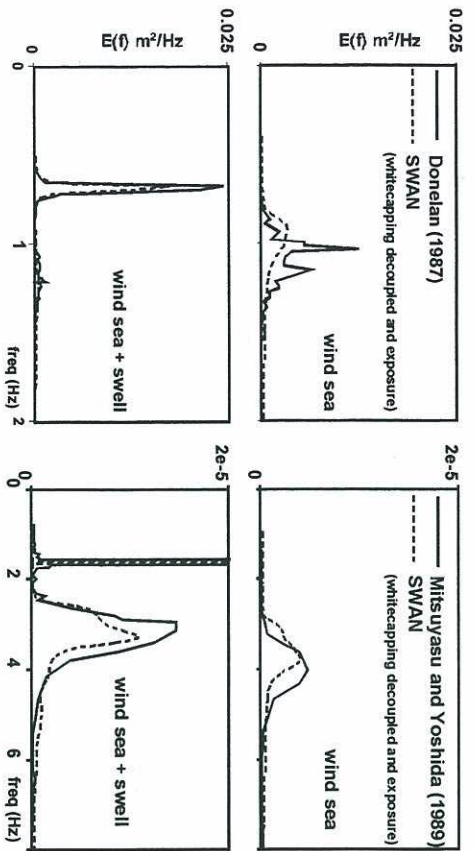 Donelan (1987)
SWAN
(whitecapping decoupled and exposure)
wind sea
0.025
E(f) m²/Hz
0
wind sea + swell
0.025
E(f) m²/Hz
0
0
1
2
freq (Hz)
Mitsuyasu and Yoshida (1989)
SWAN
(whitecapping decoupled and exposure)
wind sea
2e-5
0
wind sea + swell
2e-5
0
0
2
4
6
freq (Hz)